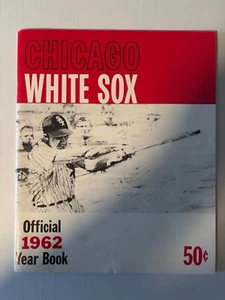 CHICAGO
WHITE SOX
Official
1962
Year Book
50¢